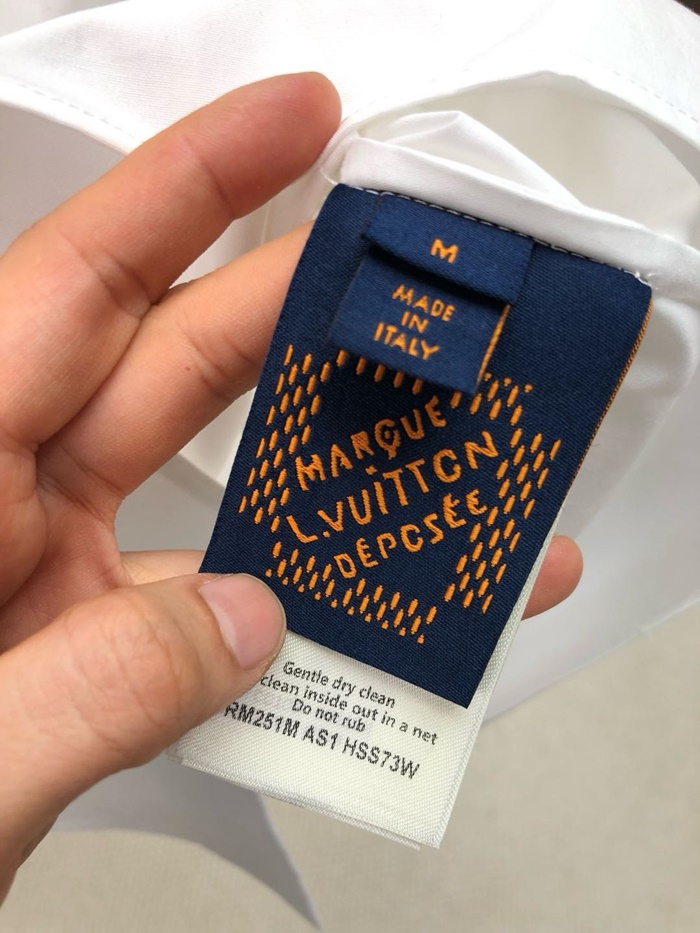 M
MADE
IN
ITALY
MARQUE
L.VUITTON
DÉPOSÉE
Gentle dry clean
clean inside out in a net
Do not rub
RM251M AS1 HSS73W